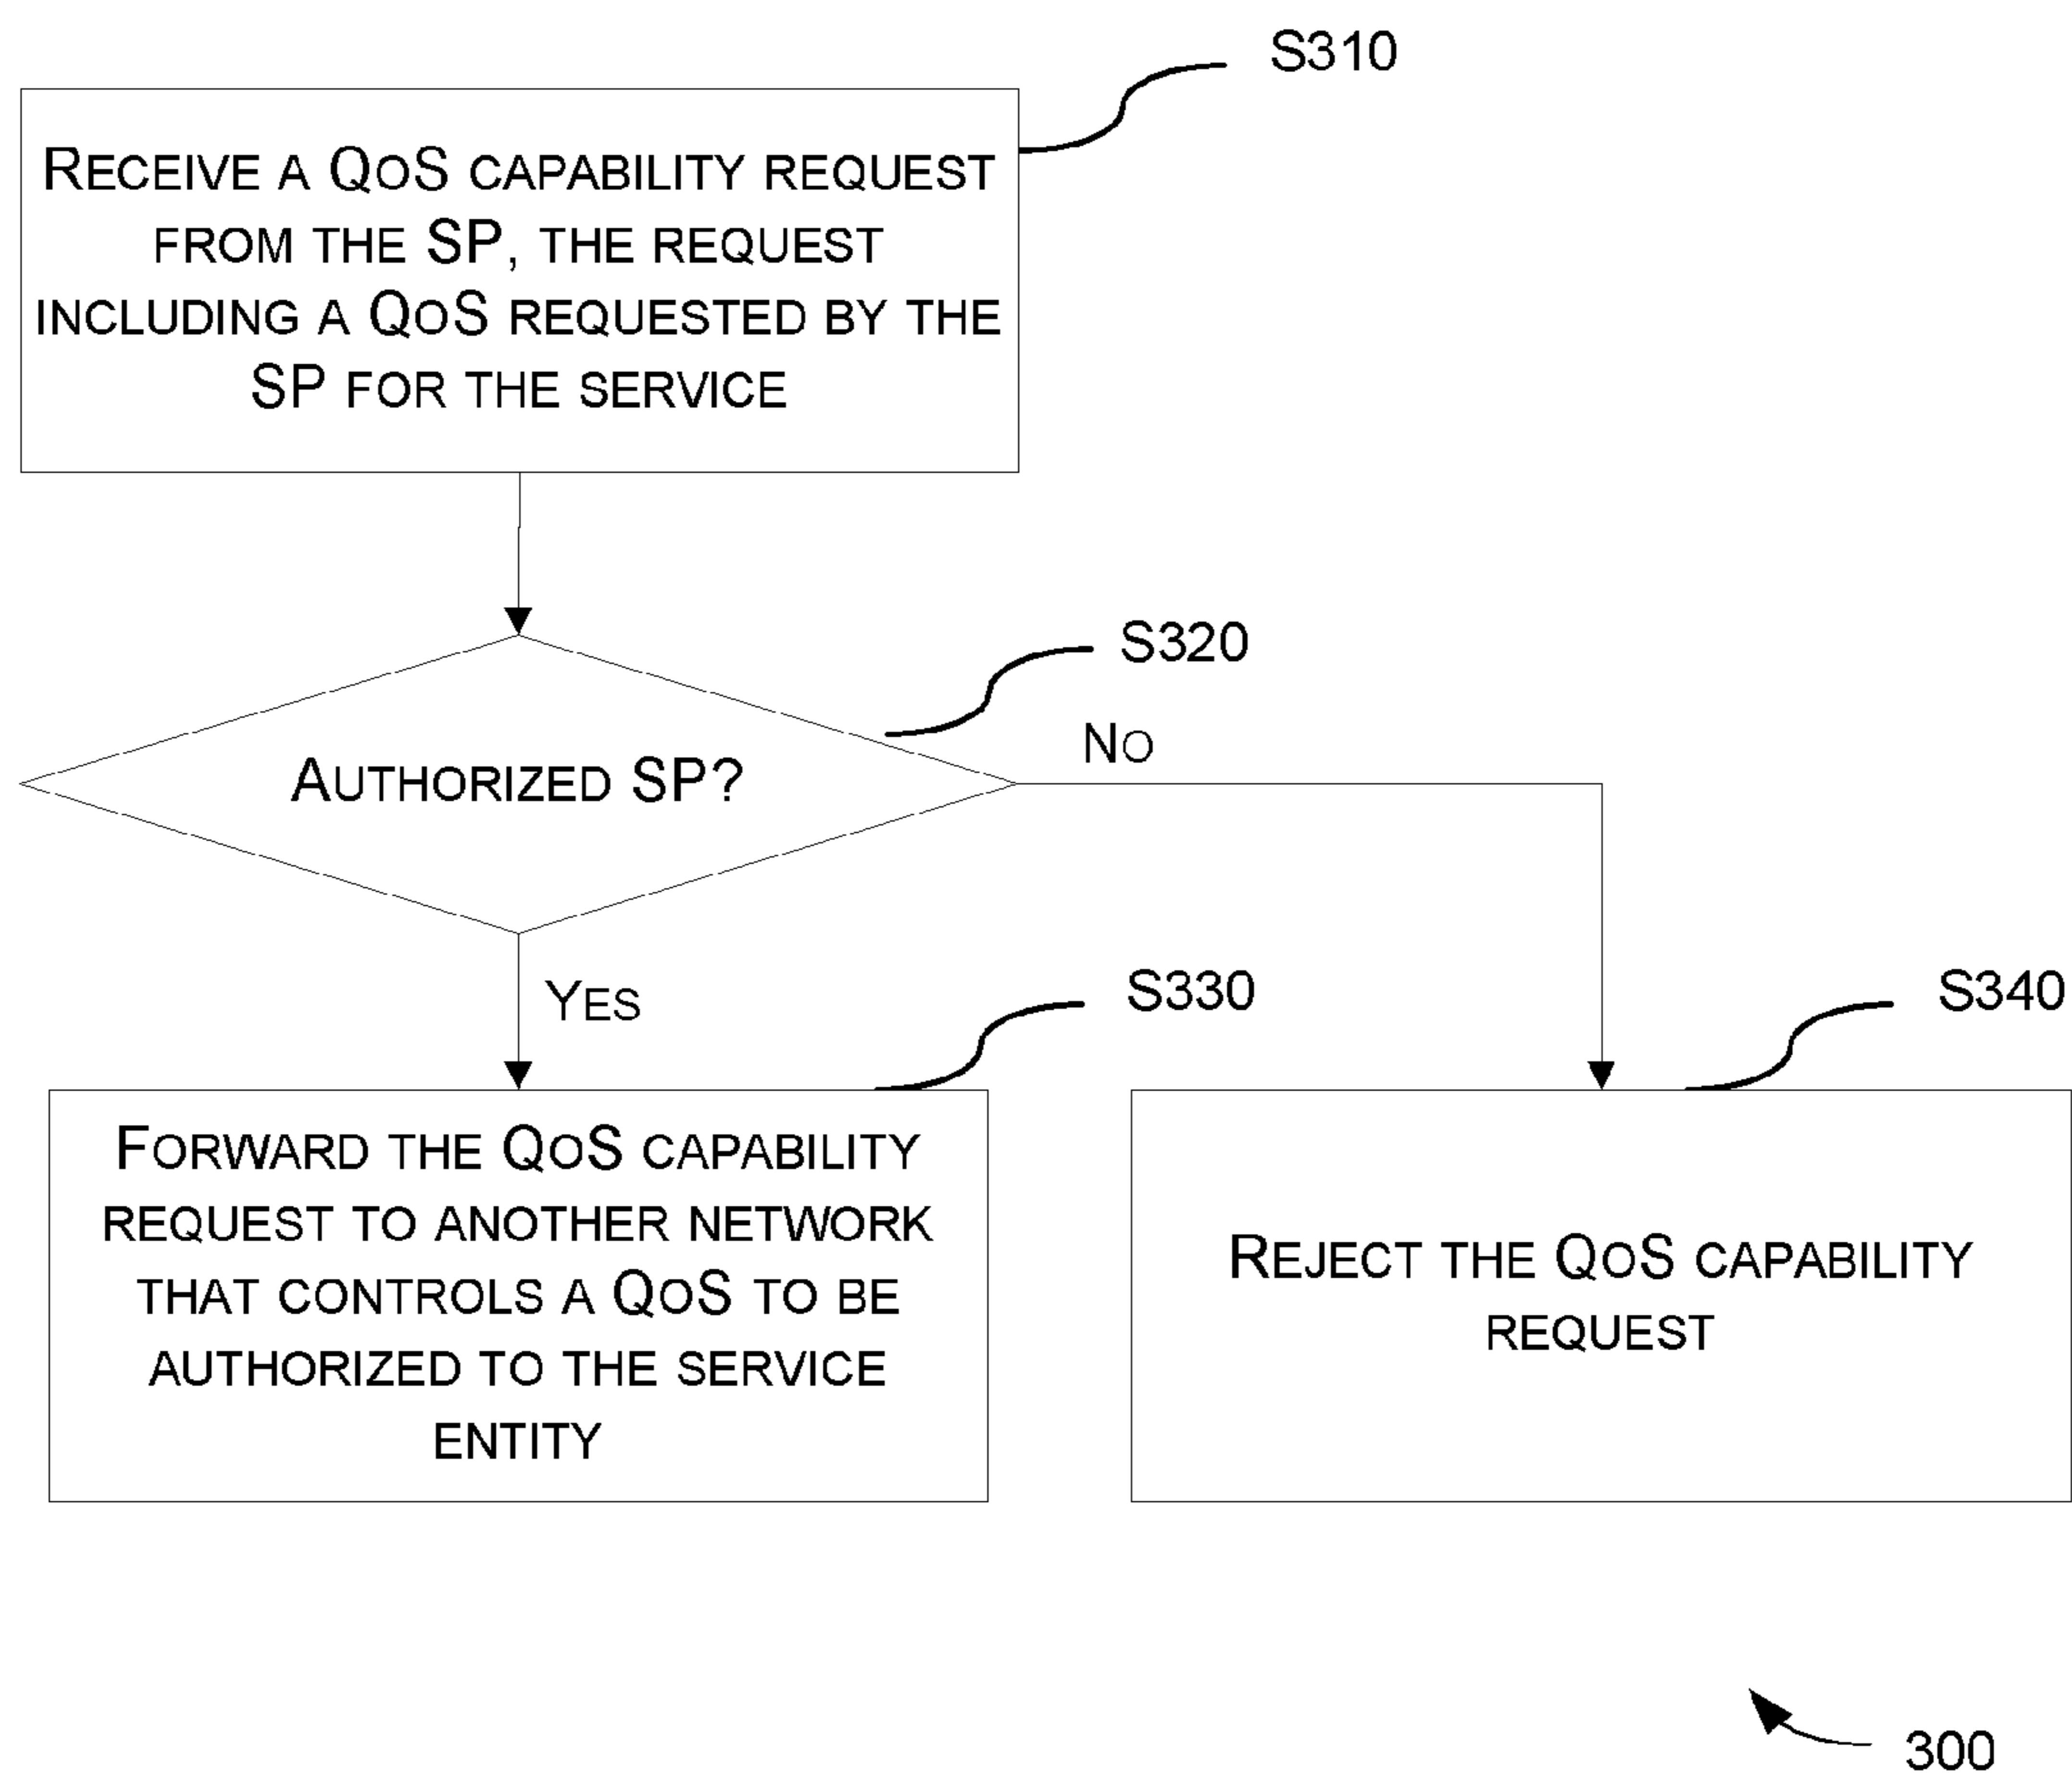 S310
RECEIVE A QOS CAPABILITY REQUEST
FROM THE SP, THE REQUEST
INCLUDING A QOS REQUESTED BY THE
SP FOR THE SERVICE
S320
AUTHORIZED SP?
NO
YES
S330
S340
FORWARD THE QOS CAPABILITY
REQUEST TO ANOTHER NETWORK
THAT CONTROLS A QOS TO BE
AUTHORIZED TO THE SERVICE
ENTITY
REJECT THE QOS CAPABILITY
REQUEST
300